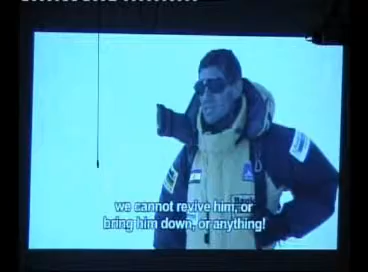 we cannot revive him, or
bring him down, or anything!